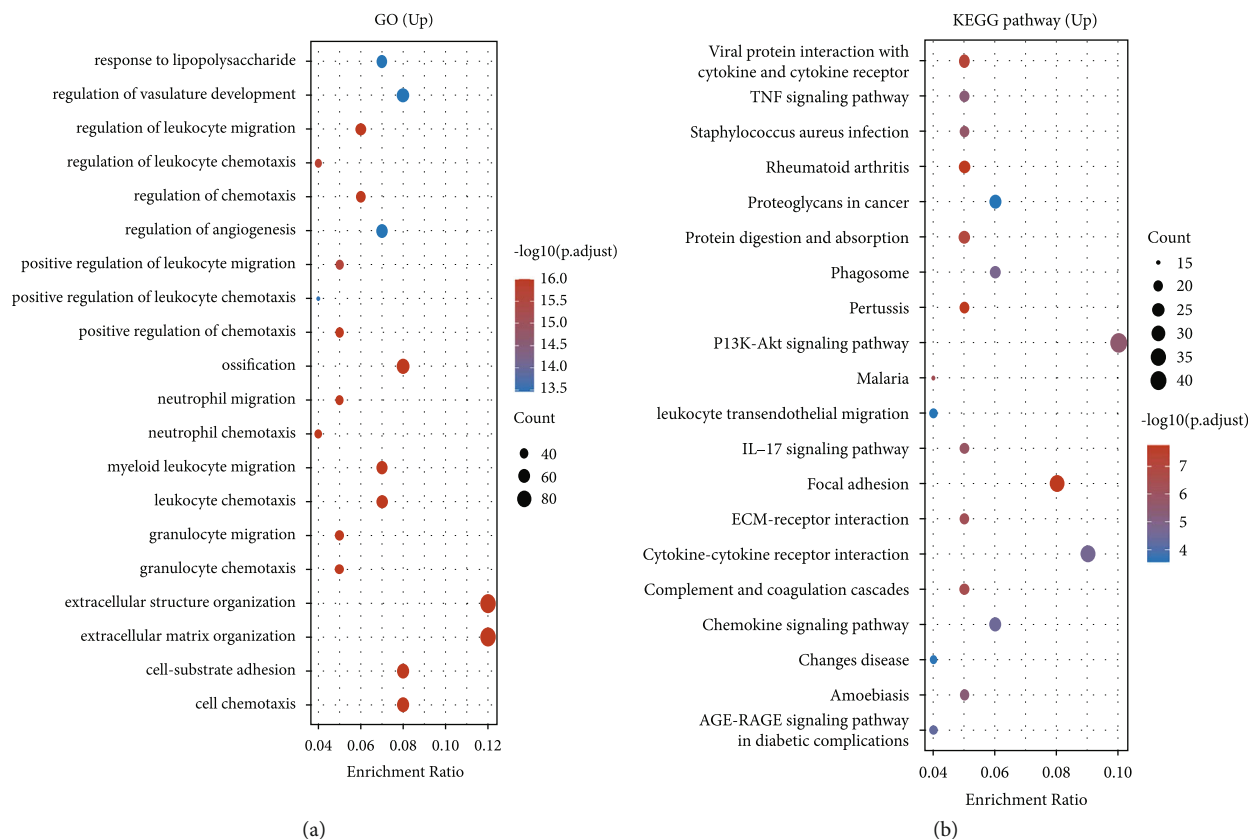 GO (Up)
response to lipopolysaccharide
regulation of vasulature development
regulation of leukocyte migration
regulation of leukocyte chemotaxis
regulation of chemotaxis
regulation of angiogenesis
positive regulation of leukocyte migration
positive regulation of leukocyte chemotaxis
positive regulation of chemotaxis
ossification
neutrophil migration
neutrophil chemotaxis
myeloid leukocyte migration
leukocyte chemotaxis
granulocyte migration
granulocyte chemotaxis
extracellular structure organization
extracellular matrix organization
cell-substrate adhesion
cell chemotaxis
0.04 0.06 0.08 0.10 0.12
Enrichment Ratio
-log10(p.adjust)
16.0
15.5
15.0
14.5
14.0
13.5
Count
40
60
80
(a)
KEGG pathway (Up)
Viral protein interaction with
cytokine and cytokine receptor
TNF signaling pathway
Staphylococcus aureus infection
Rheumatoid arthritis
Proteoglycans in cancer
Protein digestion and absorption
Phagosome
Pertussis
P13K-Akt signaling pathway
Malaria
leukocyte transendothelial migration
IL–17 signaling pathway
Focal adhesion
ECM-receptor interaction
Cytokine-cytokine receptor interaction
Complement and coagulation cascades
Chemokine signaling pathway
Changes disease
Amoebiasis
AGE-RAGE signaling pathway
in diabetic complications
0.04 0.06 0.08 0.10
Enrichment Ratio
Count
15
20
25
30
35
40
-log10(p.adjust)
7
6
5
4
(b)